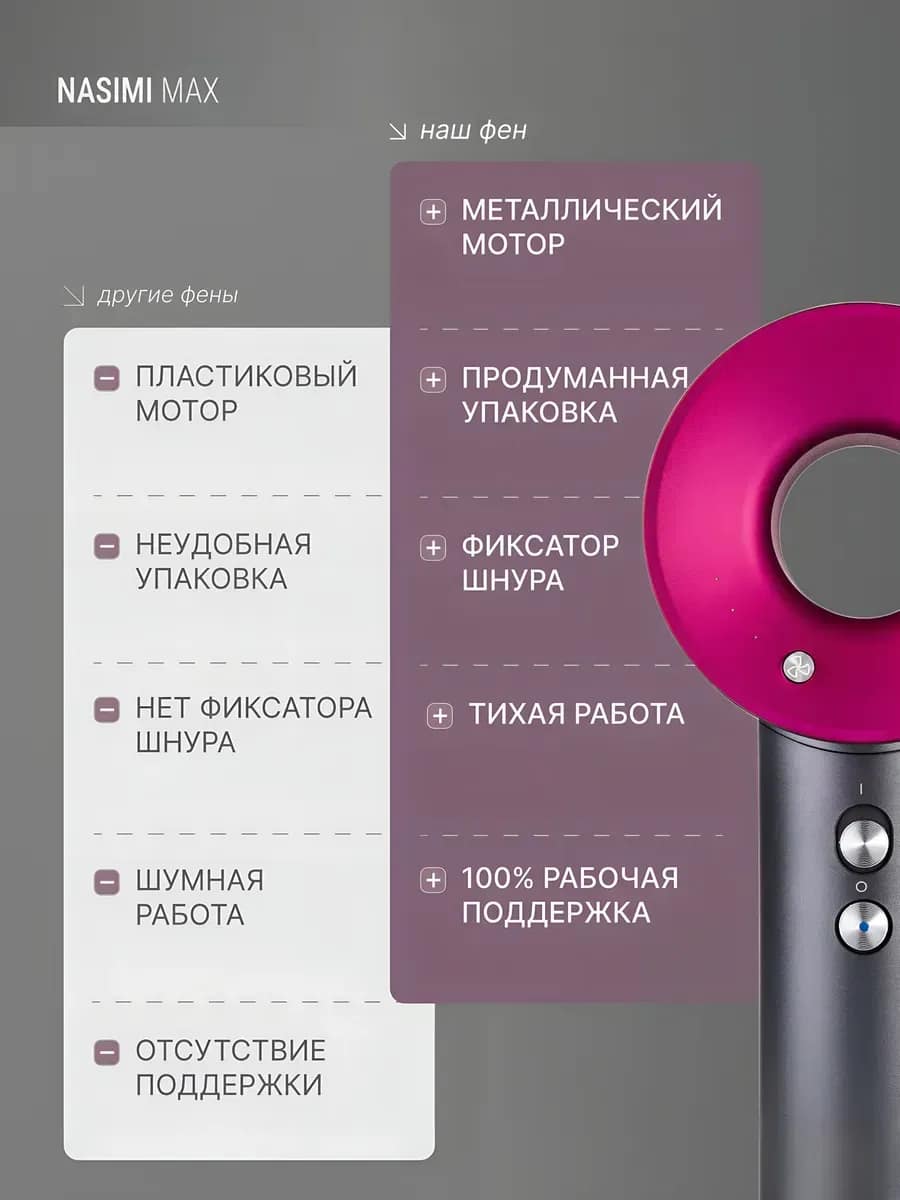 NASIMI MAX
наш фен
МЕТАЛЛИЧЕСКИЙ
МОТОР
ПРОДУМАННАЯ
УПАКОВКА
ФИКСАТОР
ШНУРА
ТИХАЯ РАБОТА
100% РАБОЧАЯ
ПОДДЕРЖКА
другие фены
ПЛАСТИКОВЫЙ
МОТОР
НЕУДОБНАЯ
УПАКОВКА
НЕТ ФИКСАТОРА
ШНУРА
ШУМНАЯ
РАБОТА
ОТСУТСТВИЕ
ПОДДЕРЖКИ